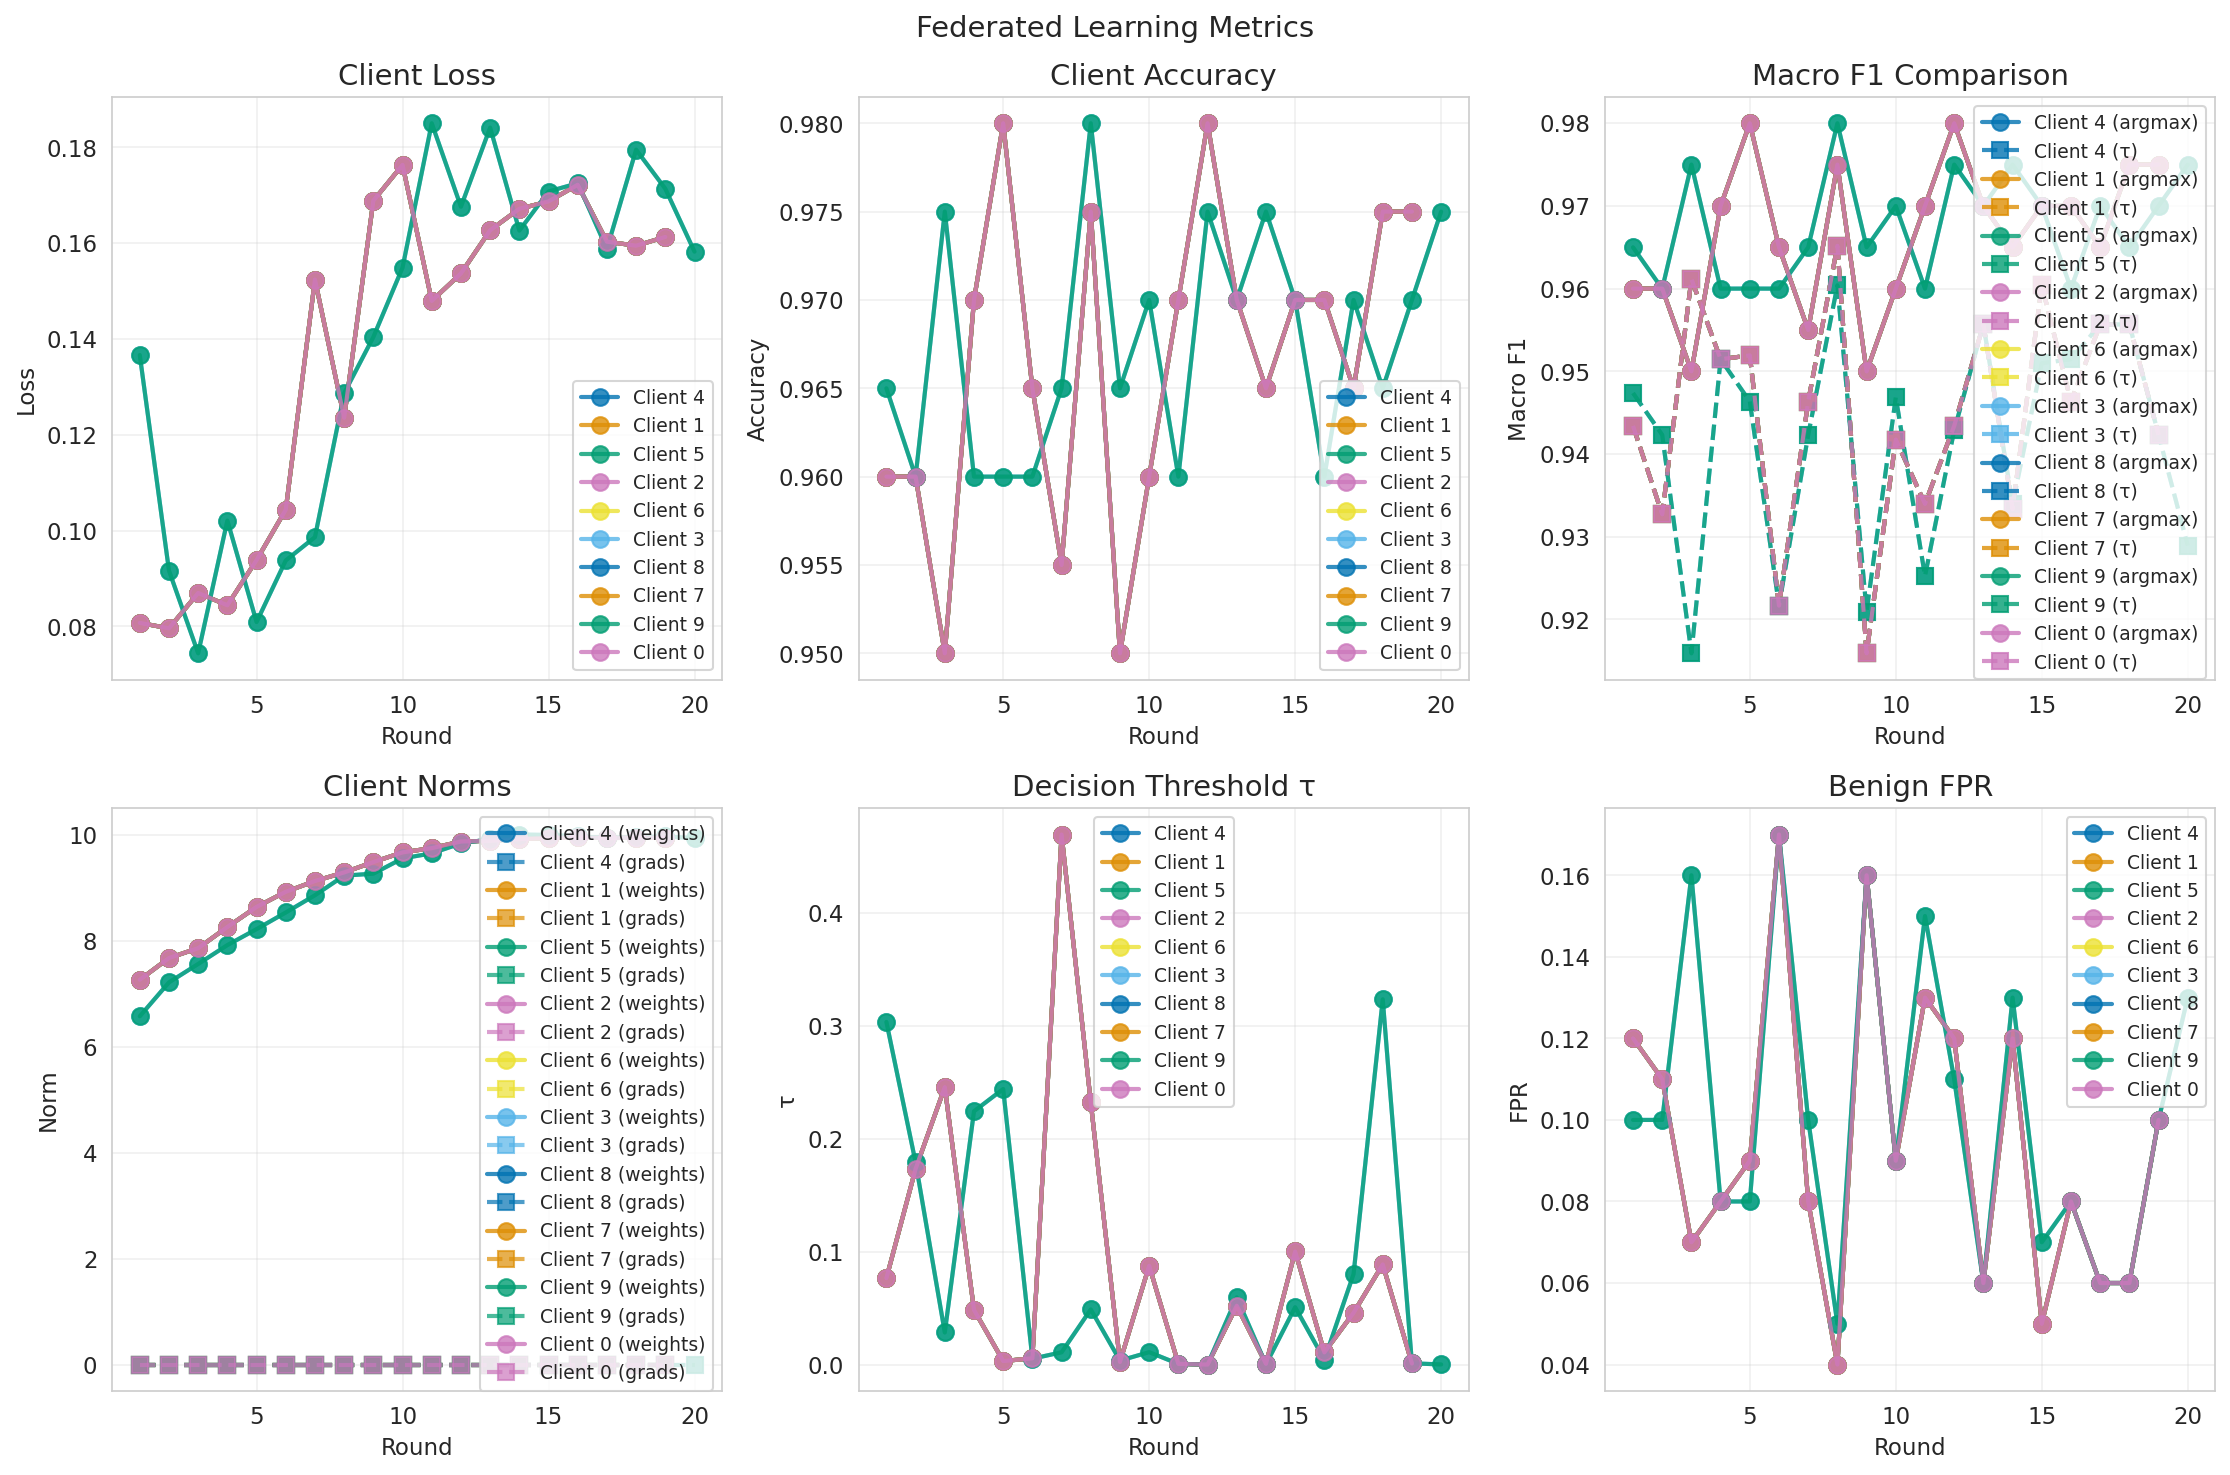 Federated Learning Metrics
Client Loss
Loss
0.18
0.16
0.14
0.12
0.10
0.08
5
10
15
20
Round
Client 4
Client 1
Client 5
Client 2
Client 6
Client 3
Client 8
Client 7
Client 9
Client 0
Client Accuracy
Accuracy
0.980
0.975
0.970
0.965
0.960
0.955
0.950
5
10
15
20
Round
Client 4
Client 1
Client 5
Client 2
Client 6
Client 3
Client 8
Client 7
Client 9
Client 0
Macro F1 Comparison
Macro F1
0.98
0.97
0.96
0.95
0.94
0.93
0.92
5
10
15
20
Round
Client 4 (argmax)
Client 4 (τ)
Client 1 (argmax)
Client 1 (τ)
Client 5 (argmax)
Client 5 (τ)
Client 2 (argmax)
Client 2 (τ)
Client 6 (argmax)
Client 6 (τ)
Client 3 (argmax)
Client 3 (τ)
Client 8 (argmax)
Client 8 (τ)
Client 7 (argmax)
Client 7 (τ)
Client 9 (argmax)
Client 9 (τ)
Client 0 (argmax)
Client 0 (τ)
Client Norms
Norm
10
8
6
4
2
0
5
10
15
20
Round
Client 4 (weights)
Client 4 (grads)
Client 1 (weights)
Client 1 (grads)
Client 5 (weights)
Client 5 (grads)
Client 2 (weights)
Client 2 (grads)
Client 6 (weights)
Client 6 (grads)
Client 3 (weights)
Client 3 (grads)
Client 8 (weights)
Client 8 (grads)
Client 7 (weights)
Client 7 (grads)
Client 9 (weights)
Client 9 (grads)
Client 0 (weights)
Client 0 (grads)
Decision Threshold τ
τ
0.4
0.3
0.2
0.1
0.0
5
10
15
20
Round
Client 4
Client 1
Client 5
Client 2
Client 6
Client 3
Client 8
Client 7
Client 9
Client 0
Benign FPR
FPR
0.16
0.14
0.12
0.10
0.08
0.06
0.04
5
10
15
20
Round
Client 4
Client 1
Client 5
Client 2
Client 6
Client 3
Client 8
Client 7
Client 9
Client 0